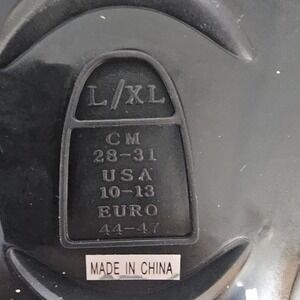 L/XL
CM
28-31
USA
10-13
EURO
44-47
MADE IN CHINA